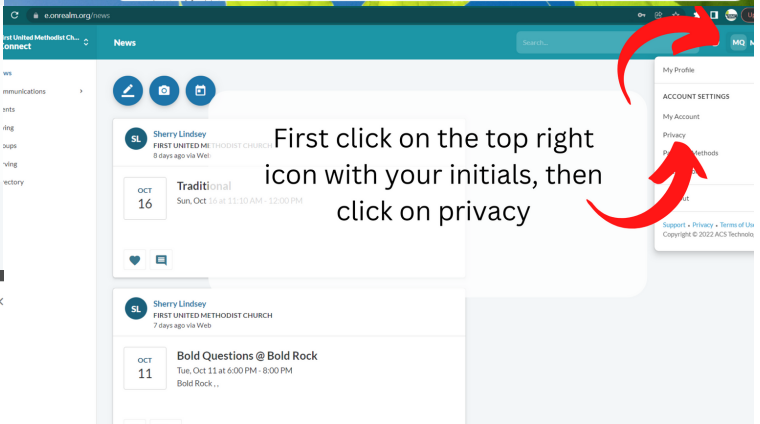 e.onrealm.org/news
First United Methodist Ch...
Connect
News
Search...
MQ
My Profile
ACCOUNT SETTINGS
My Account
Privacy
Methods
Support • Privacy • Terms of Us
Copyright © 2022 ACS Technolo
ws
mmunications
ents
ving
oups
rving
rectory
SL
Sherry Lindsey
FIRST UNITED METHODIST CHURCH
8 days ago via Web
OCT
16
Traditional
Sun, Oct 16 at 11:10 AM - 12:00 PM
First click on the top right
icon with your initials, then
click on privacy
SL
Sherry Lindsey
FIRST UNITED METHODIST CHURCH
7 days ago via Web
OCT
11
Bold Questions @ Bold Rock
Tue, Oct 11 at 6:00 PM - 8:00 PM
Bold Rock , ,